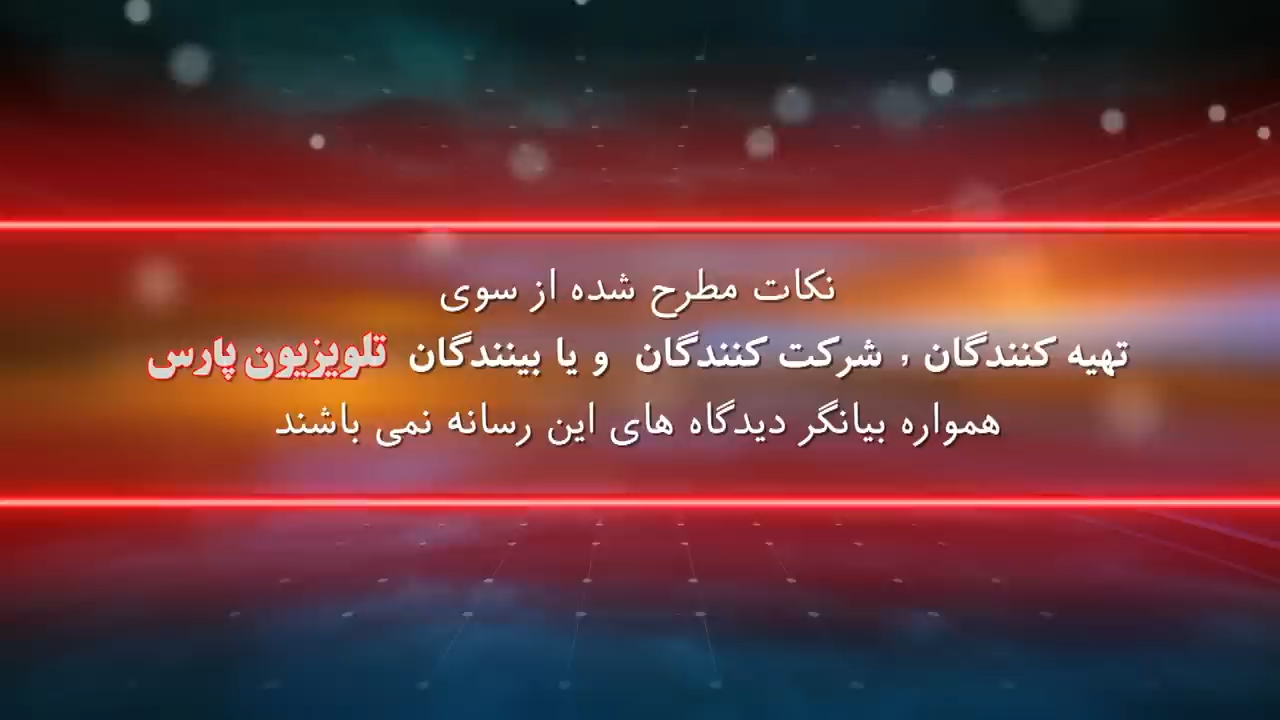 نکات مطرح شده از سوی
تهیه کنندگان , شرکت کنندگان و یا بینندگان تلویزیون پارس
همواره بیانگر دیدگاه های این رسانه نمی باشند